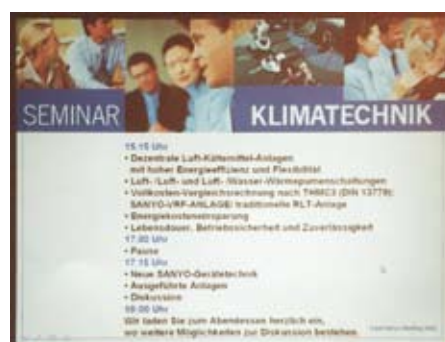 SEMINAR KLIMATECHNIK
15.15 Uhr
• Dezentrale Luft-Kältemittel-Anlagen
mit hoher Energieeffizienz und Flexibilität
• Luft- /Luft- und Luft- /Wasser-Wärmepumpenschaltungen
• Vollkosten-Vergleichsrechnung nach (DIN 13779):
SANYO-VRF-ANLAGE/ traditionelle RLT-Anlage
• Energiekosteneinsparung
• Lebensdauer, Betriebssicherheit und Zuverlässigkeit
17.00 Uhr
• Pause
17.15 Uhr
• Neue SANYO-Gerätetechnik
• Ausgeführte Anlagen
• Diskussion
Uhr
Wir laden Sie zum Abendessen herzlich ein,
wo weitere Möglichkeiten zur Diskussion bestehen.